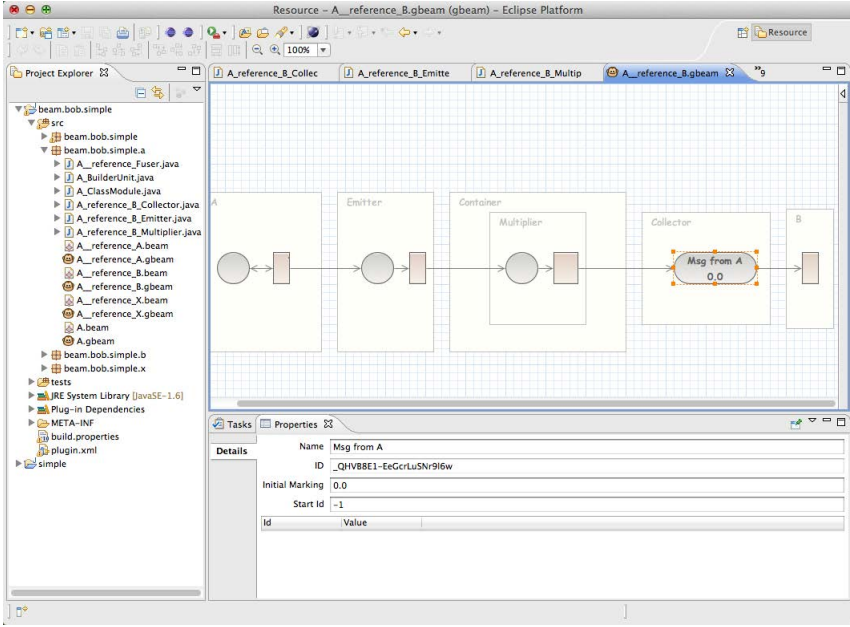 Resource – A__reference_B.gbeam (gbeam) – Eclipse Platform
Resource
100%
Project Explorer
A_reference_B_Collec
A_reference_B_Emitte
A_reference_B_Multip
A__reference_B.gbeam
»9
beam.bob.simple
src
beam.bob.simple
beam.bob.simple.a
A__reference_Fuser.java
A_BuilderUnit.java
A_ClassModule.java
A_reference_B_Collector.java
A_reference_B_Emitter.java
A_reference_B_Multiplier.java
A__reference_A.beam
A__reference_A.gbeam
A__reference_B.beam
A__reference_B.gbeam
A__reference_X.beam
A__reference_X.gbeam
A.beam
A.gbeam
beam.bob.simple.b
beam.bob.simple.x
tests
JRE System Library [JavaSE-1.6]
Plug-in Dependencies
META-INF
build.properties
plugin.xml
simple
A
Emitter
Container
Multiplier
Collector
B
Msg from A
0.0
Tasks
Properties
Details
Name Msg from A
ID _QHVB8E1-EeGcrLuSNr9I6w
Initial Marking 0.0
Start Id -1
Id Value